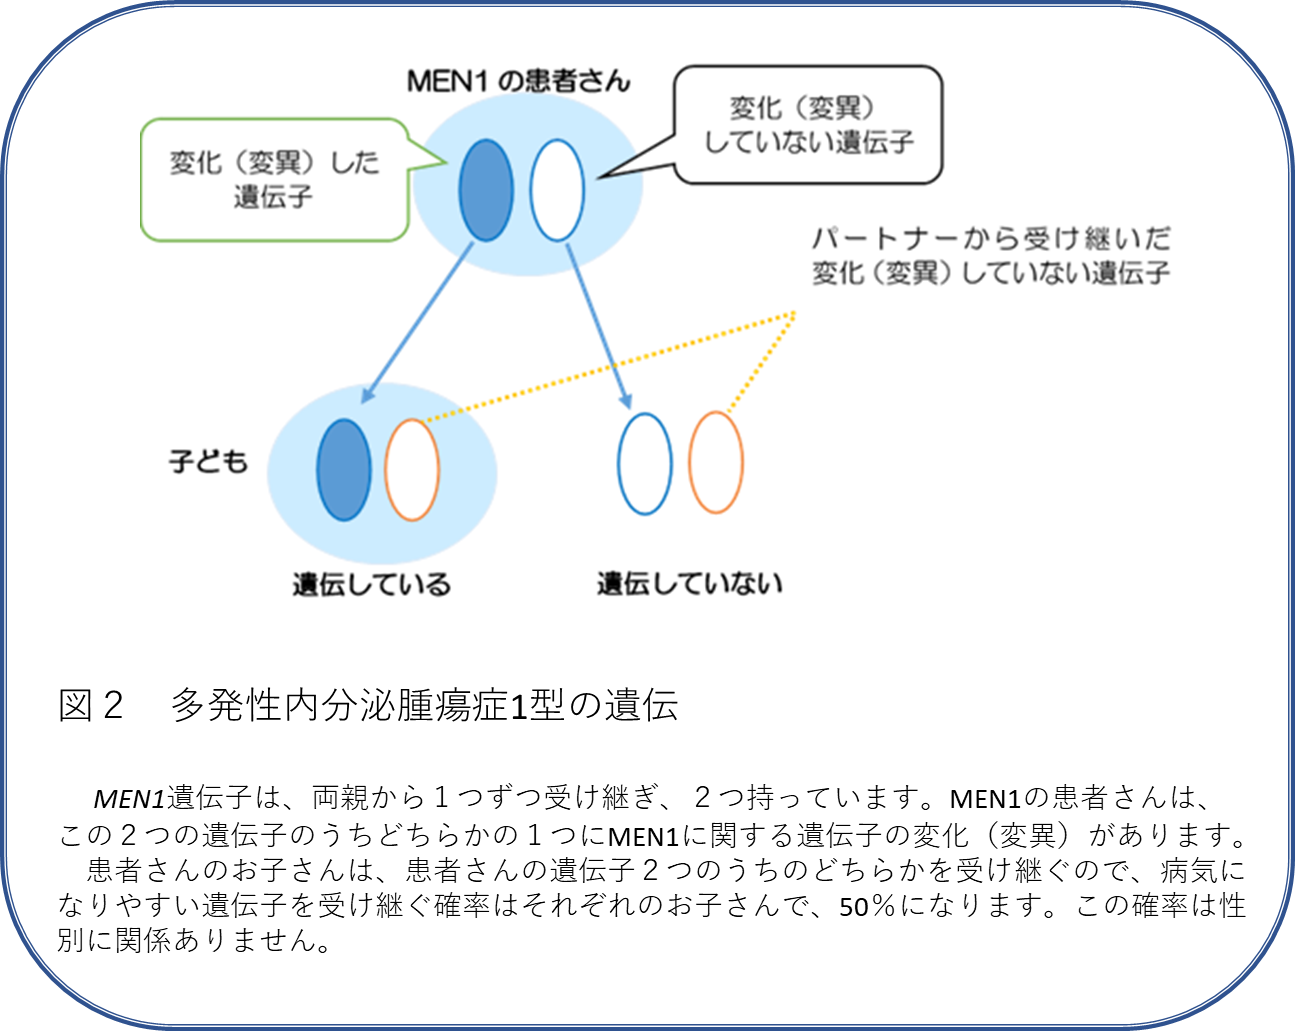 MEN1 の患者さん
変化（変異）した
遺伝子
変化（変異）
していない遺伝子
パートナーから受け継いだ
変化（変異）していない遺伝子
子ども
遺伝している
遺伝していない
図２　多発性内分泌腫瘍症1型の遺伝
MEN1遺伝子は、両親から１つずつ受け継ぎ、２つ持っています。MEN1の患者さんは、
この２つの遺伝子のうちどちらかの１つにMEN1に関する遺伝子の変化（変異）があります。
患者さんのお子さんは、患者さんの遺伝子２つのうちのどちらかを受け継ぐので、病気に
なりやすい遺伝子を受け継ぐ確率はそれぞれのお子さんで、50％になります。この確率は性
別に関係ありません。